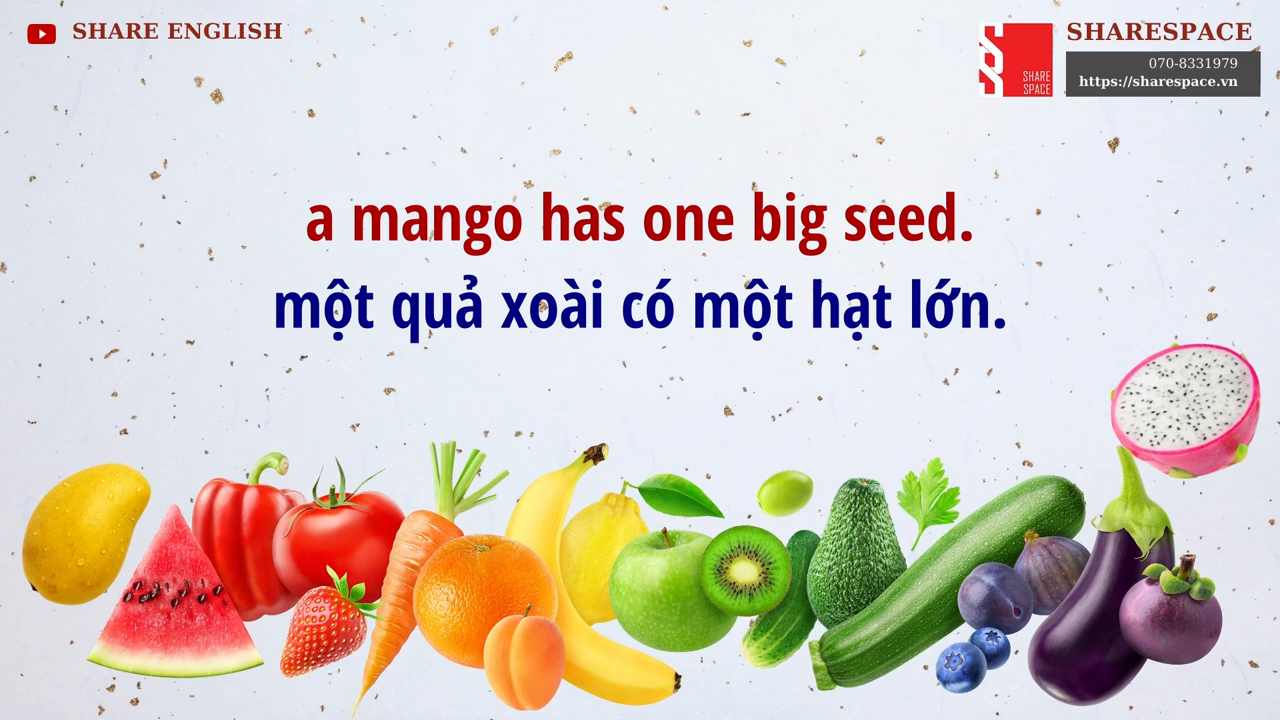 SHARE ENGLISH
SHARESPACE
070-8331979
https://sharespace.vn
SHARE
SPACE
a mango has one big seed.
một quả xoài có một hạt lớn.